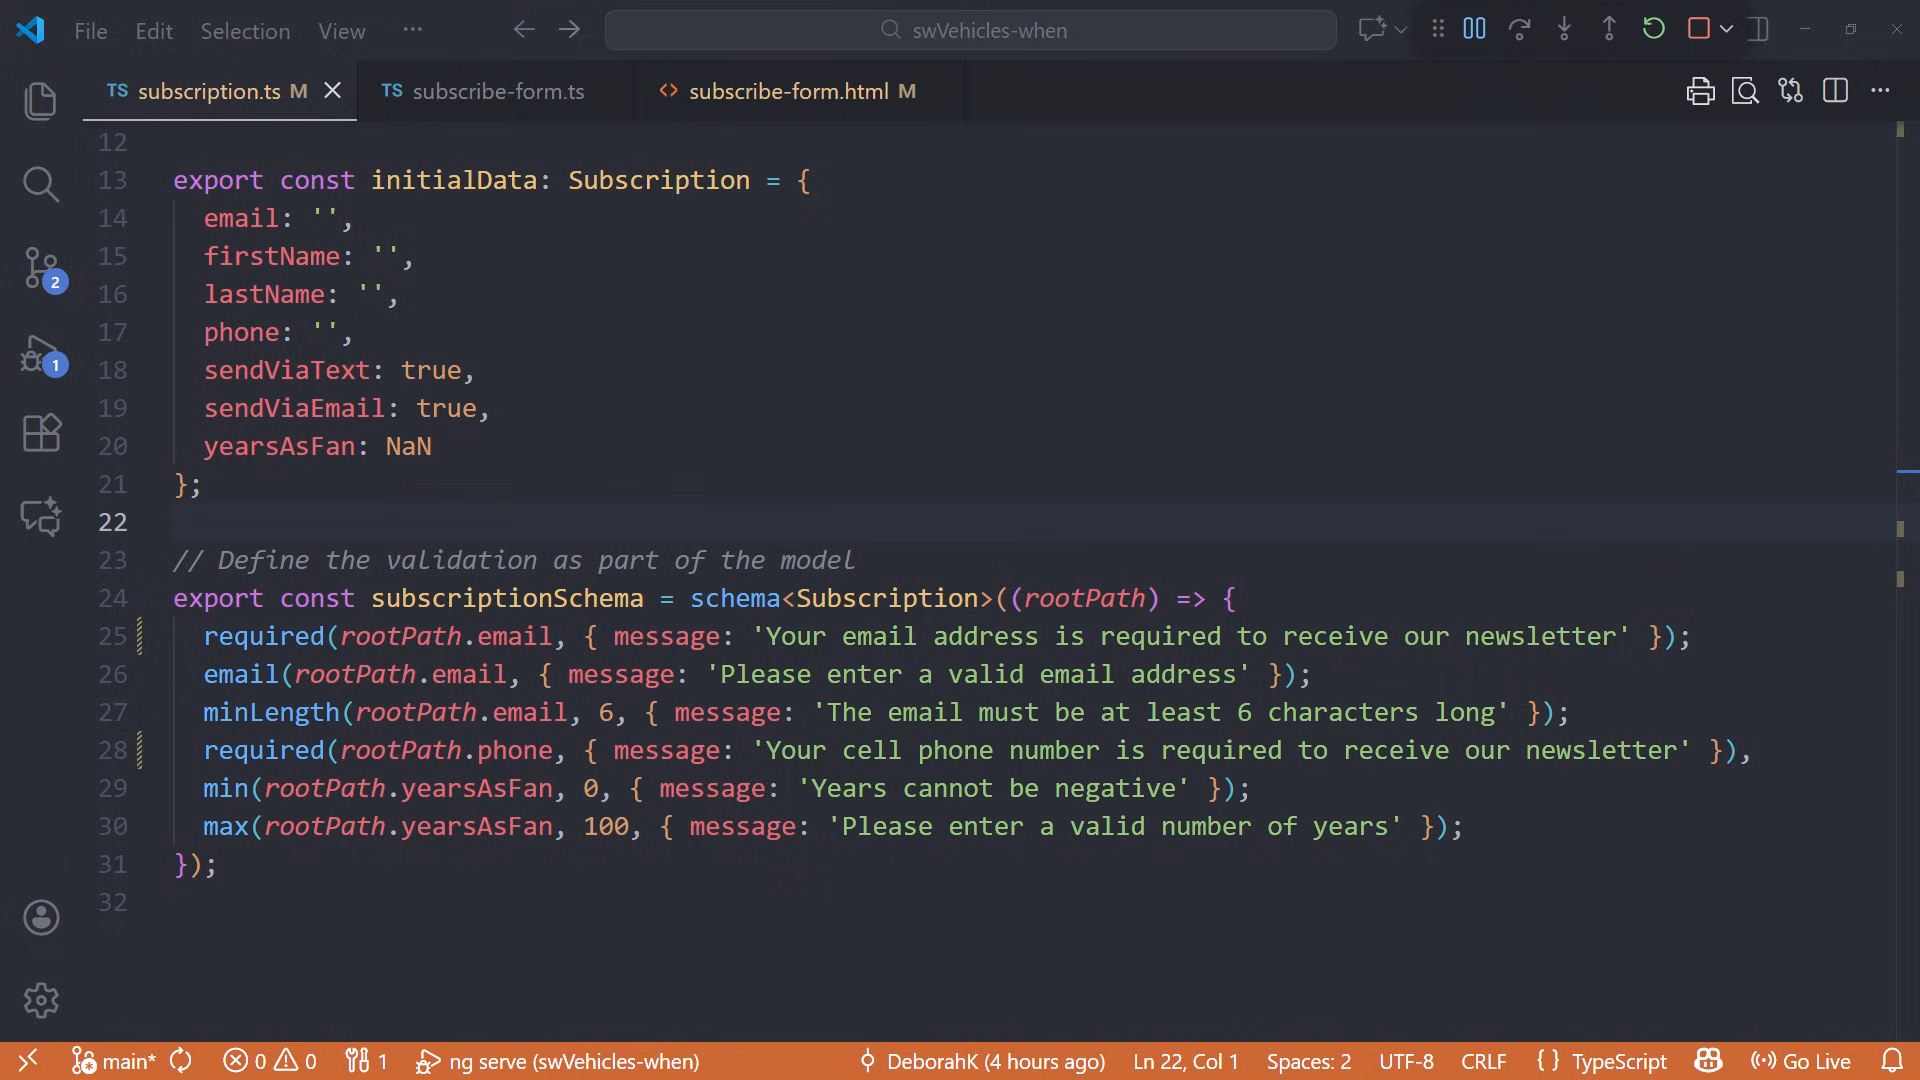 File Edit Selection View ··· swVehicles-when
TS subscription.ts M TS subscribe-form.ts <> subscribe-form.html M
12
13 export const initialData: Subscription = {
14 email: '',
15 firstName: '',
16 lastName: '',
17 phone: '',
18 sendViaText: true,
19 sendViaEmail: true,
20 yearsAsFan: NaN
21 };
22
23 // Define the validation as part of the model
24 export const subscriptionSchema = schema<Subscription>((rootPath) => {
25 required(rootPath.email, { message: 'Your email address is required to receive our newsletter' });
26 email(rootPath.email, { message: 'Please enter a valid email address' });
27 minLength(rootPath.email, 6, { message: 'The email must be at least 6 characters long' });
28 required(rootPath.phone, { message: 'Your cell phone number is required to receive our newsletter' }),
29 min(rootPath.yearsAsFan, 0, { message: 'Years cannot be negative' });
30 max(rootPath.yearsAsFan, 100, { message: 'Please enter a valid number of years' });
31 });
32
2
1
main* 0 0 1 ng serve (swVehicles-when) DeborahK (4 hours ago) Ln 22, Col 1 Spaces: 2 UTF-8 CRLF {} TypeScript Go Live